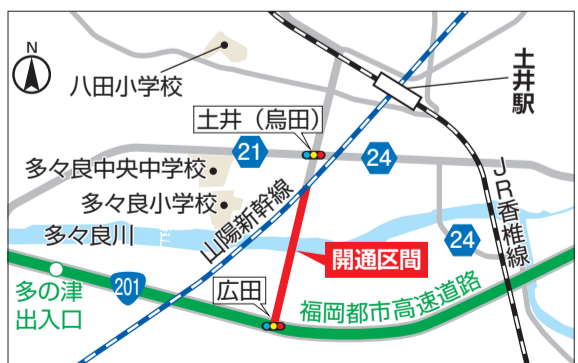 N
八田小学校
土井駅
土井（烏田）
21
24
多々良中央中学校
多々良小学校
山陽新幹線
JR香椎線
多々良川
24
開通区間
201
広田
多の津
出入口
福岡都市高速道路